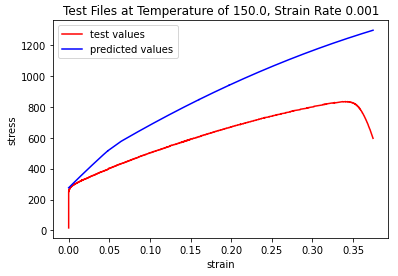 Test Files at Temperature of 150.0, Strain Rate 0.001
test values
predicted values
1200
1000
800
600
400
200
0
stress
0.00 0.05 0.10 0.15 0.20 0.25 0.30 0.35
strain